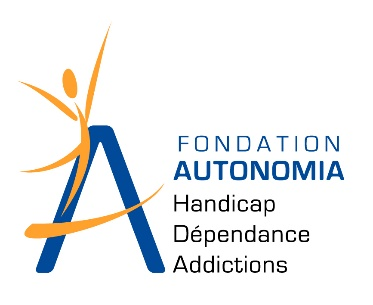 FONDATION
AUTONOMIA
Handicap
Dépendance
Addictions